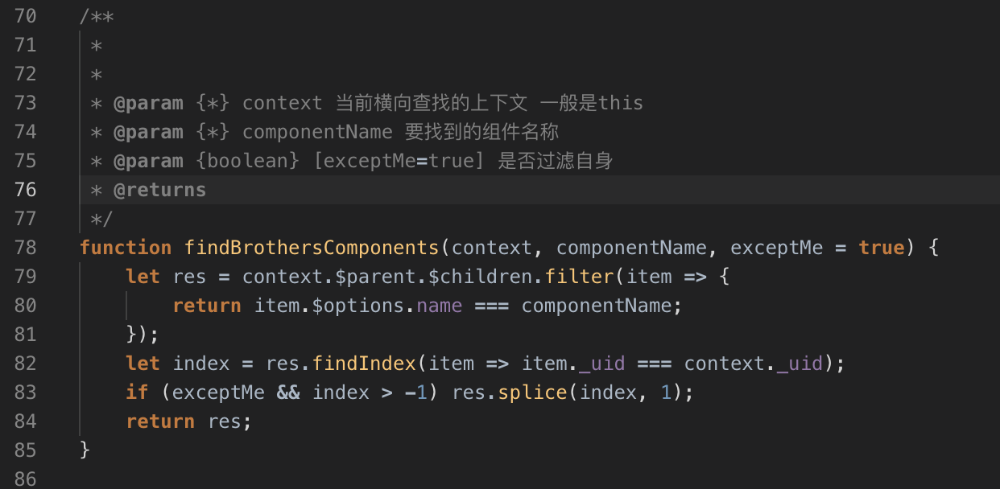 70 /**
71  *
72  *
73  * @param {*} context 当前横向查找的上下文 一般是this
74  * @param {*} componentName 要找到的组件名称
75  * @param {boolean} [exceptMe=true] 是否过滤自身
76  * @returns
77  */
78 function findBrothersComponents(context, componentName, exceptMe = true) {
79     let res = context.$parent.$children.filter(item => {
80         return item.$options.name === componentName;
81     });
82     let index = res.findIndex(item => item._uid === context._uid);
83     if (exceptMe && index > -1) res.splice(index, 1);
84     return res;
85 }
86